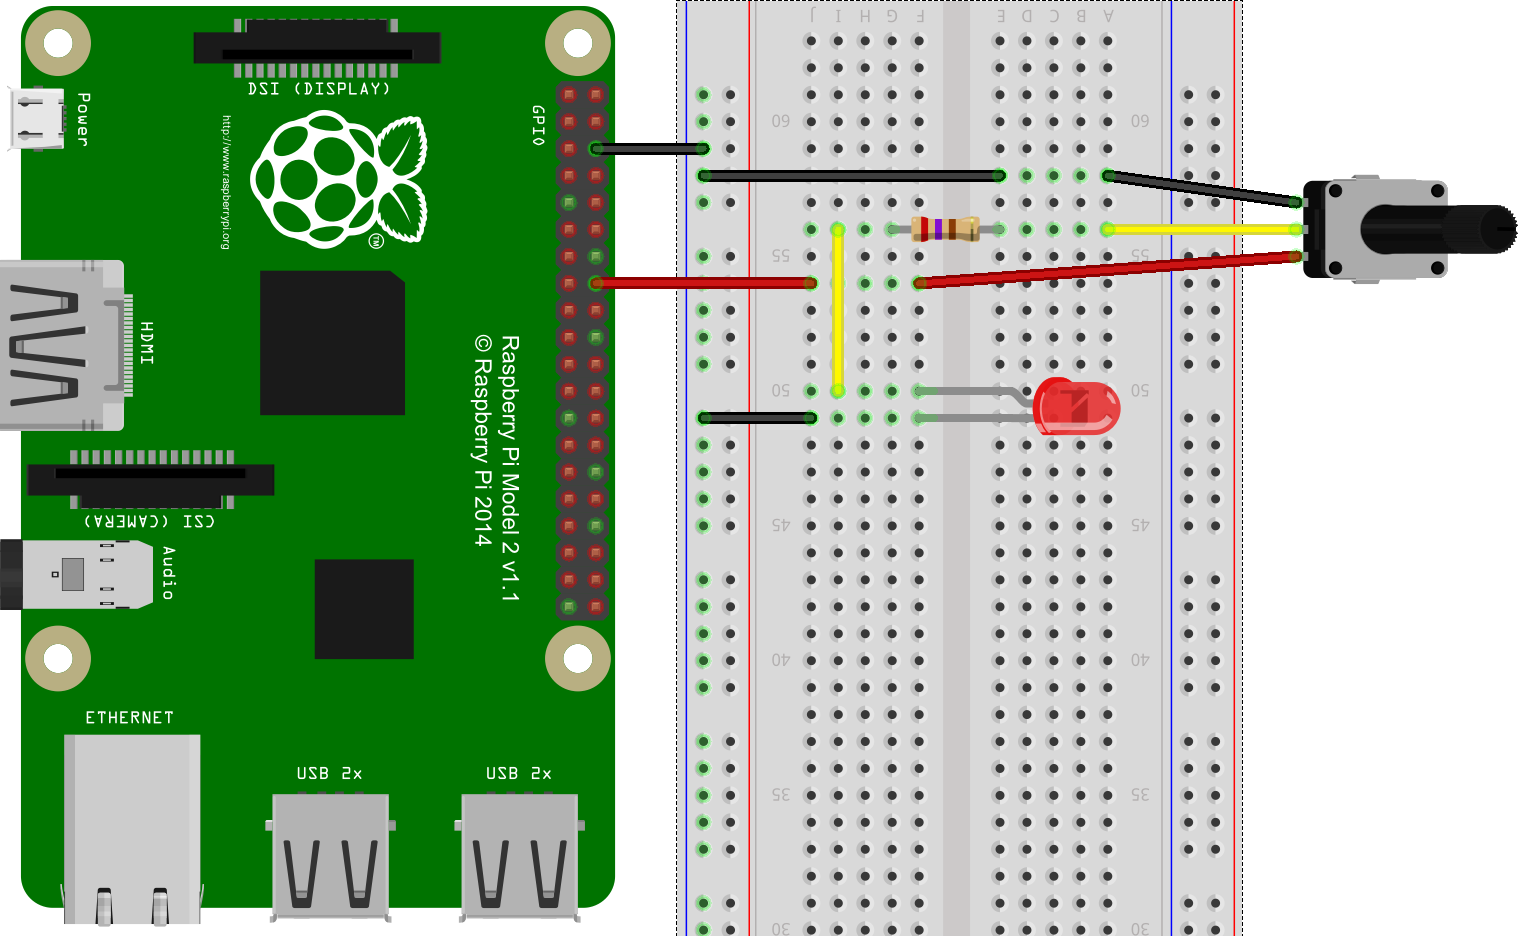 DSI (DISPLAY)
Power
http://www.raspberrypi.org
TM
GPIO
HDMI
Raspberry Pi Model 2 v1.1
© Raspberry Pi 2014
CSI (CAMERA)
Audio
ETHERNET
USB 2x
USB 2x
J I H G F E D C B A
60 60
55 55
50 50
45 45
40 40
35 35
30 30